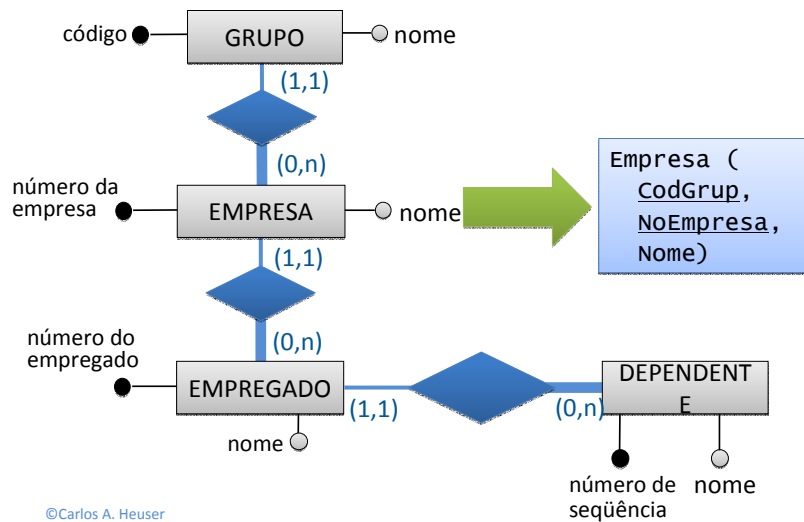 código
GRUPO
nome
(1,1)
(0,n)
número da
empresa
EMPRESA
nome
Empresa (
CodGrup,
NoEmpresa,
Nome)
(1,1)
(0,n)
número do
empregado
EMPREGADO
(1,1)
(0,n)
DEPENDENT
E
nome
número de
seqüência
nome
©Carlos A. Heuser